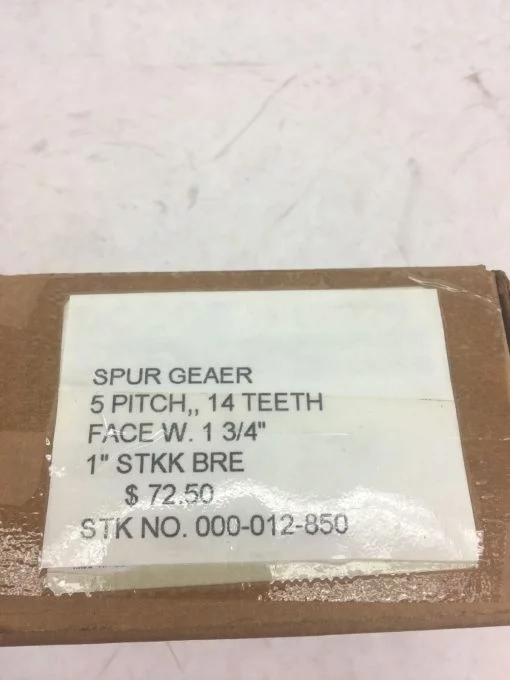 SPUR GEAER
5 PITCH,, 14 TEETH
FACE W. 1 3/4"
1" STKK BRE
$ 72.50
STK NO. 000-012-850